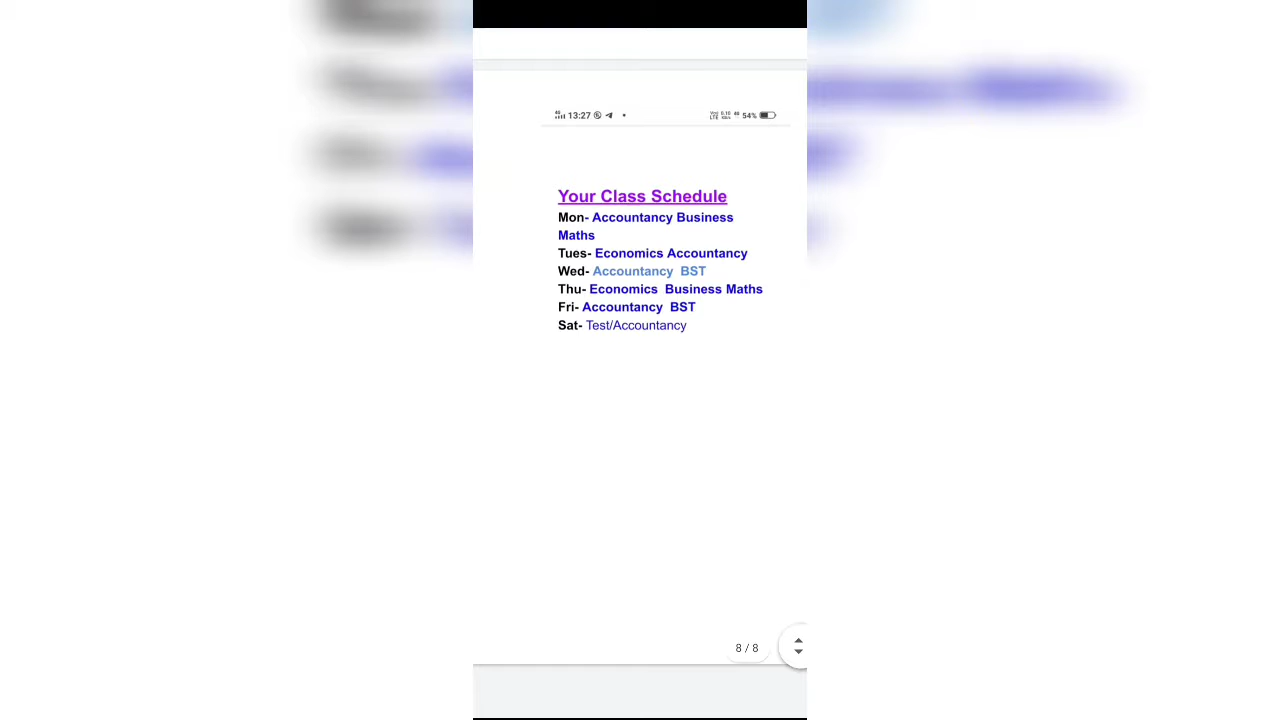 4G 13:27 54%
Your Class Schedule
Mon- Accountancy Business
Maths
Tues- Economics Accountancy
Wed- Accountancy BST
Thu- Economics Business Maths
Fri- Accountancy BST
Sat- Test/Accountancy
8 / 8